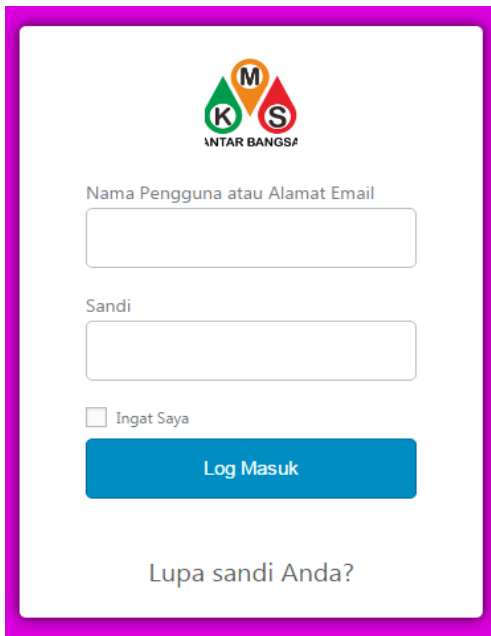 M
K S
ANTAR BANGSA
Nama Pengguna atau Alamat Email
Sandi
Ingat Saya
Log Masuk
Lupa sandi Anda?